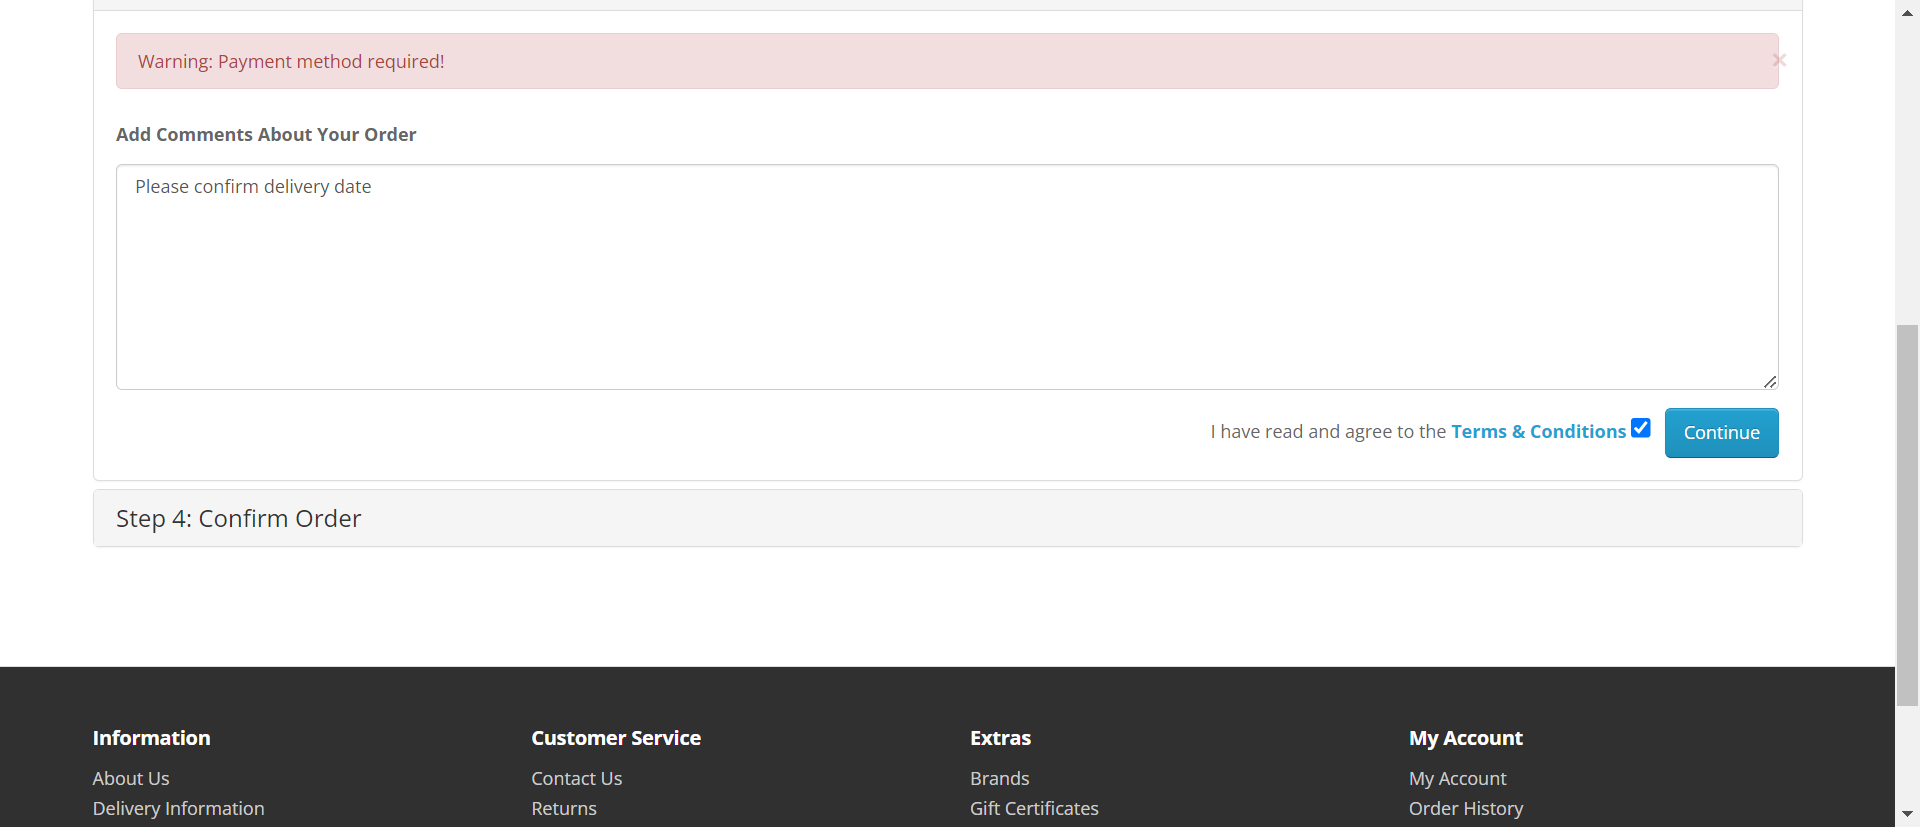 Warning: Payment method required!
×
Add Comments About Your Order
Please confirm delivery date
I have read and agree to the Terms & Conditions
Continue
Step 4: Confirm Order
Information
About Us
Delivery Information
Customer Service
Contact Us
Returns
Extras
Brands
Gift Certificates
My Account
My Account
Order History